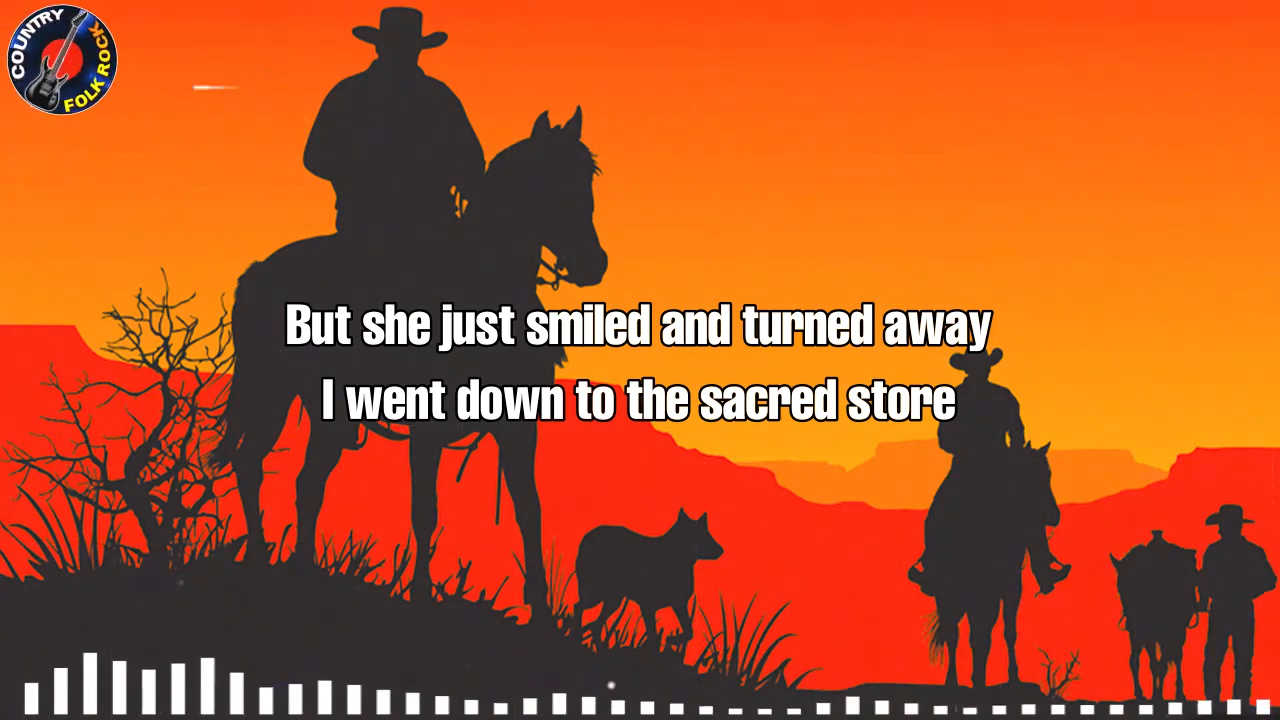 COUNTRY
FOLK ROCK
But she just smiled and turned away
I went down to the sacred store